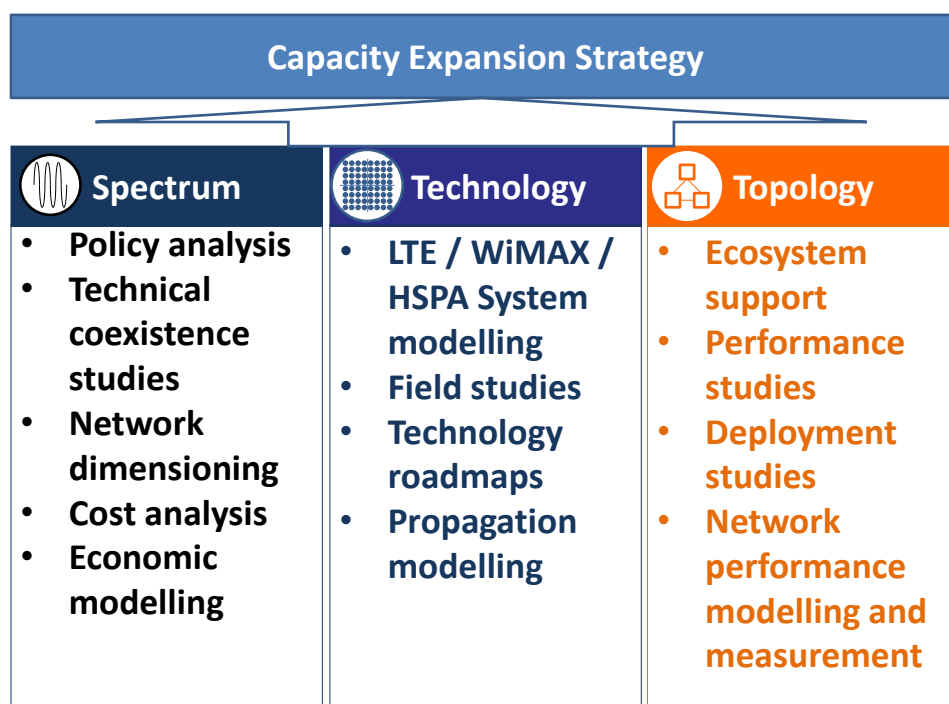 Capacity Expansion Strategy
Spectrum
• Policy analysis
• Technical
coexistence
studies
• Network
dimensioning
• Cost analysis
• Economic
modelling
Technology
• LTE / WiMAX /
HSPA System
modelling
• Field studies
• Technology
roadmaps
• Propagation
modelling
Topology
• Ecosystem
support
• Performance
studies
• Deployment
studies
• Network
performance
modelling and
measurement